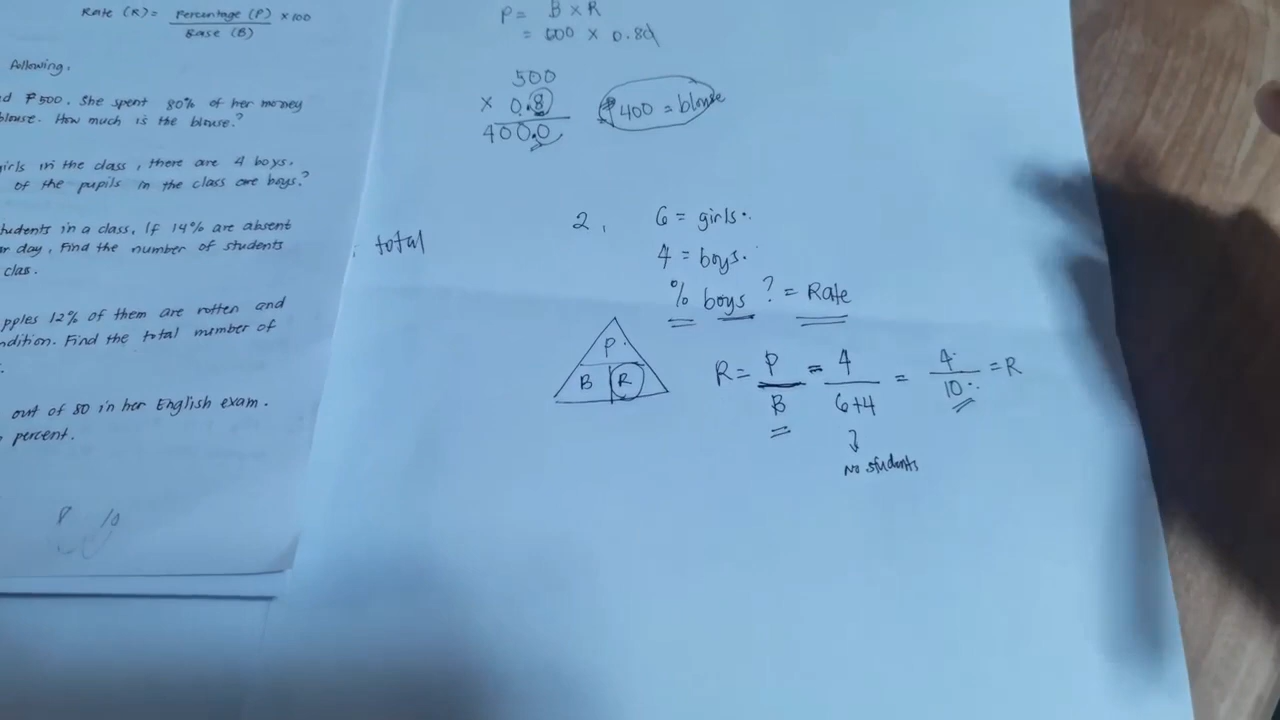 Rate (R) = Percentage (P) × 100
Base (B)
following.
d ₱500. She spent 80% of her money
blouse. How much is the blouse?
girls in the class, there are 4 boys.
of the pupils in the class are boys?
tudents in a class, If 14% are absent
day, Find the number of students
class.
pples 12% of them are rotten and
ndition. Find the total number of
out of 50 in her English exam.
percent.
8 10
: total
P = B × R
= 500 × 0.80
500
× 0.8
400.0
₱400 = blouse
2, 6 = girls.
4 = boys.
% boys ? = Rate
P
B R
R = P = 4 = 4 = R
B 6+4 10
No students